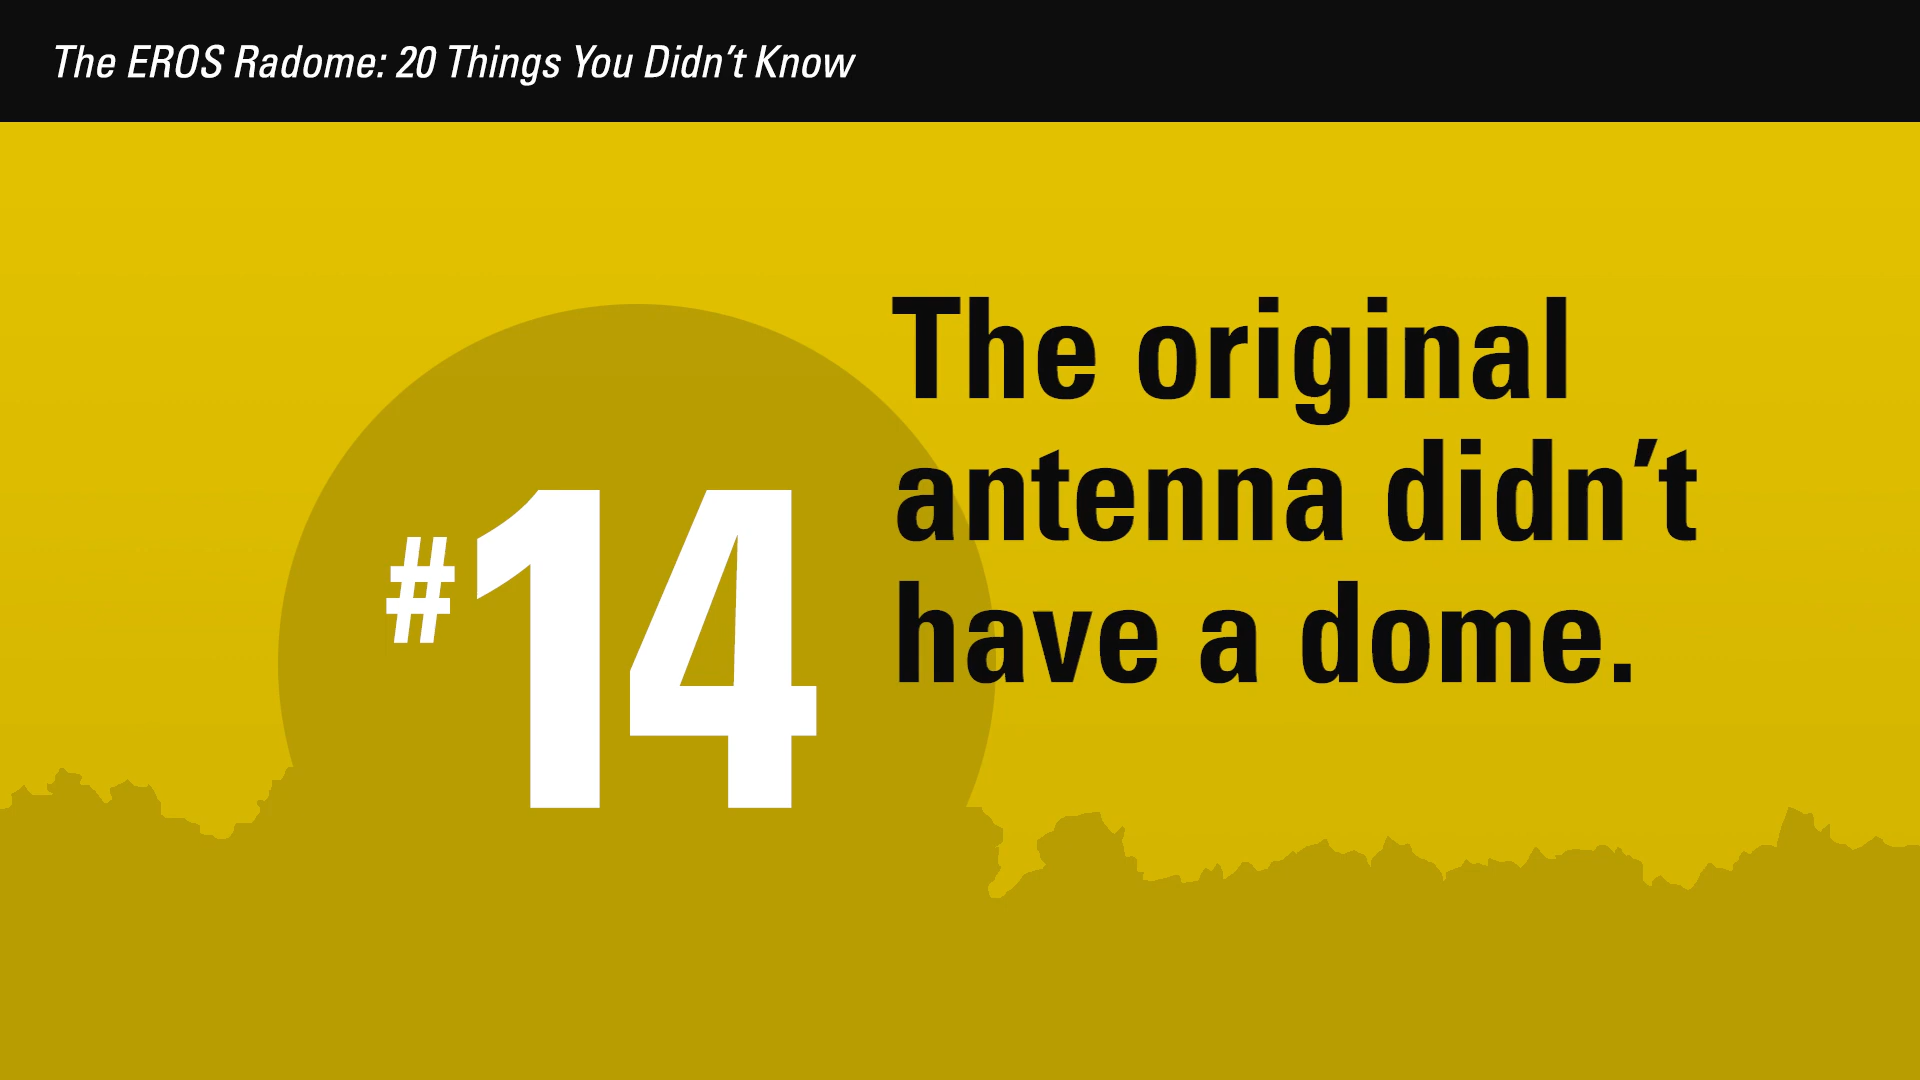 The EROS Radome: 20 Things You Didn’t Know
#14
The original
antenna didn’t
have a dome.